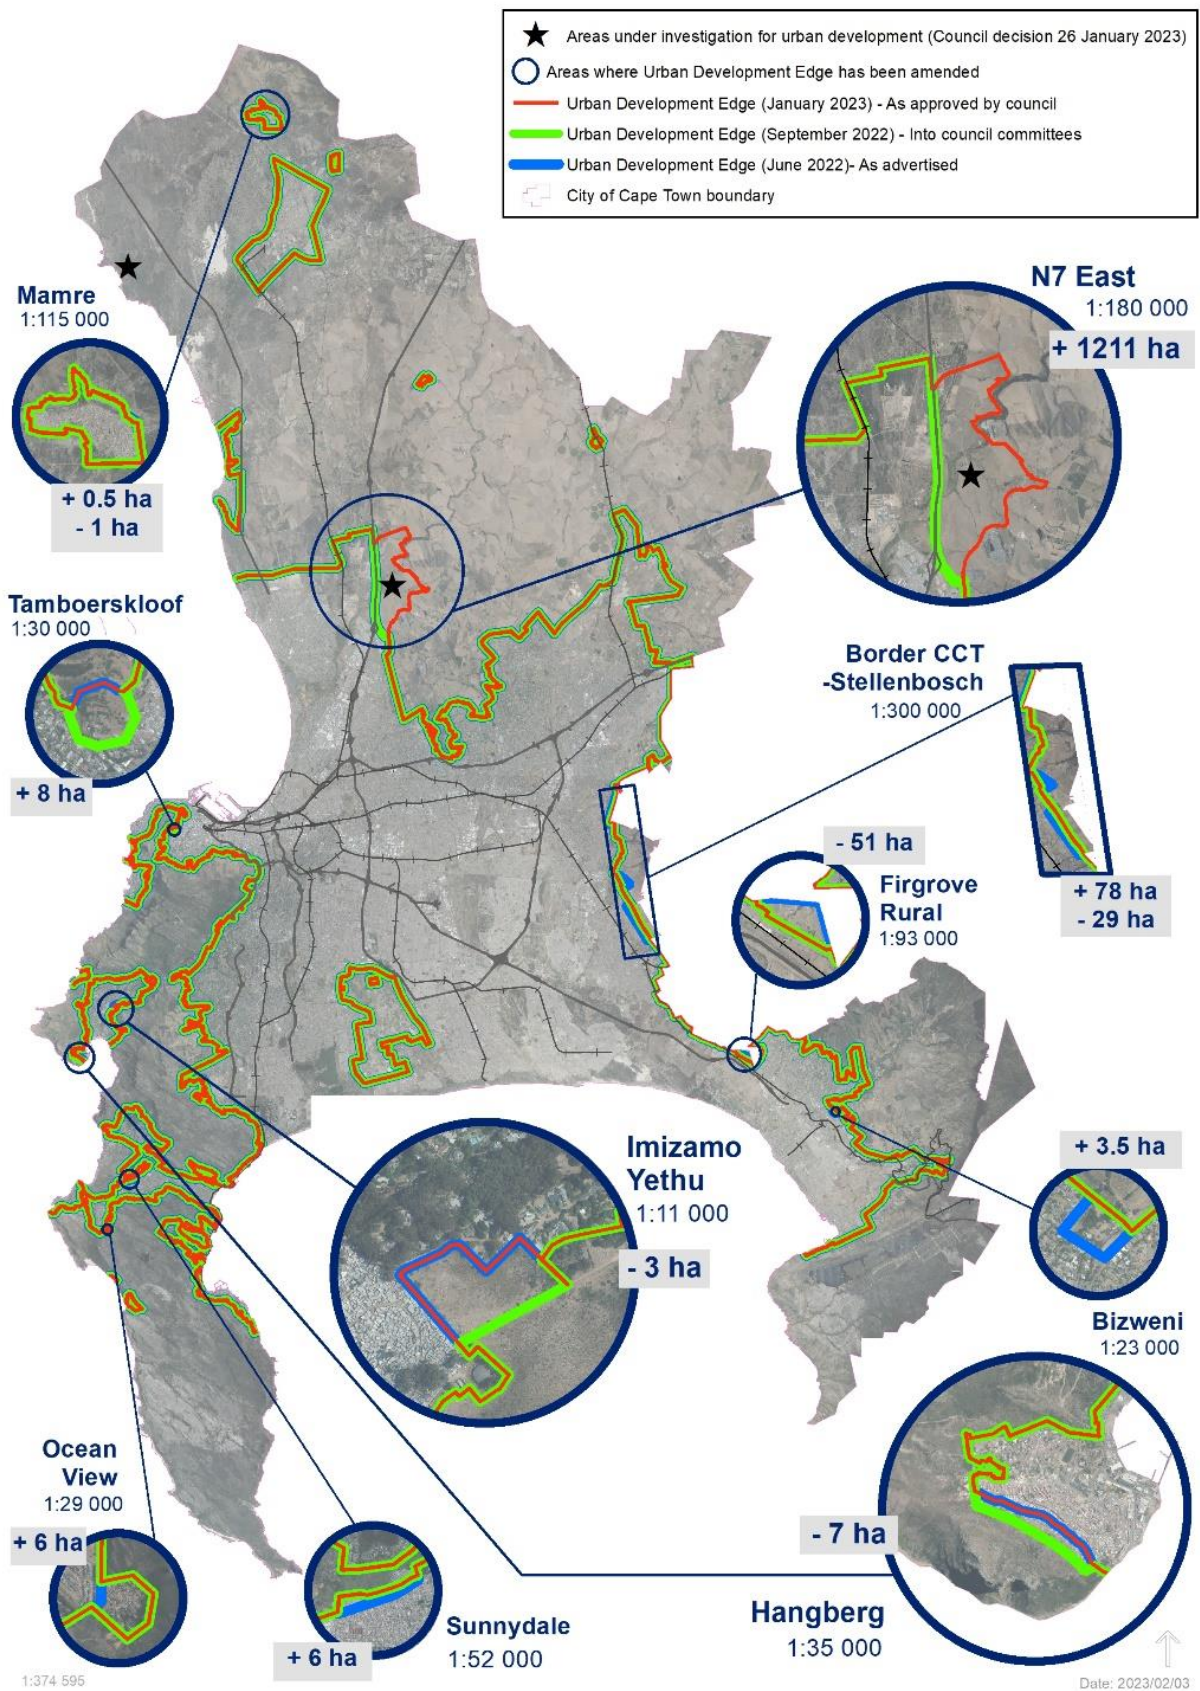 Areas under investigation for urban development (Council decision 26 January 2023)
Areas where Urban Development Edge has been amended
Urban Development Edge (January 2023) - As approved by council
Urban Development Edge (September 2022) - Into council committees
Urban Development Edge (June 2022)- As advertised
City of Cape Town boundary
N7 East
1:180 000
+ 1211 ha
Mamre
1:115 000
+ 0.5 ha
- 1 ha
Tamboerskloof
1:30 000
+ 8 ha
Border CCT
-Stellenbosch
1:300 000
+ 78 ha
- 29 ha
- 51 ha
Firgrove
Rural
1:93 000
Imizamo
Yethu
1:11 000
- 3 ha
+ 3.5 ha
Bizweni
1:23 000
Ocean
View
1:29 000
+ 6 ha
Sunnydale
1:52 000
+ 6 ha
- 7 ha
Hangberg
1:35 000
1:374 595
Date: 2023/02/03